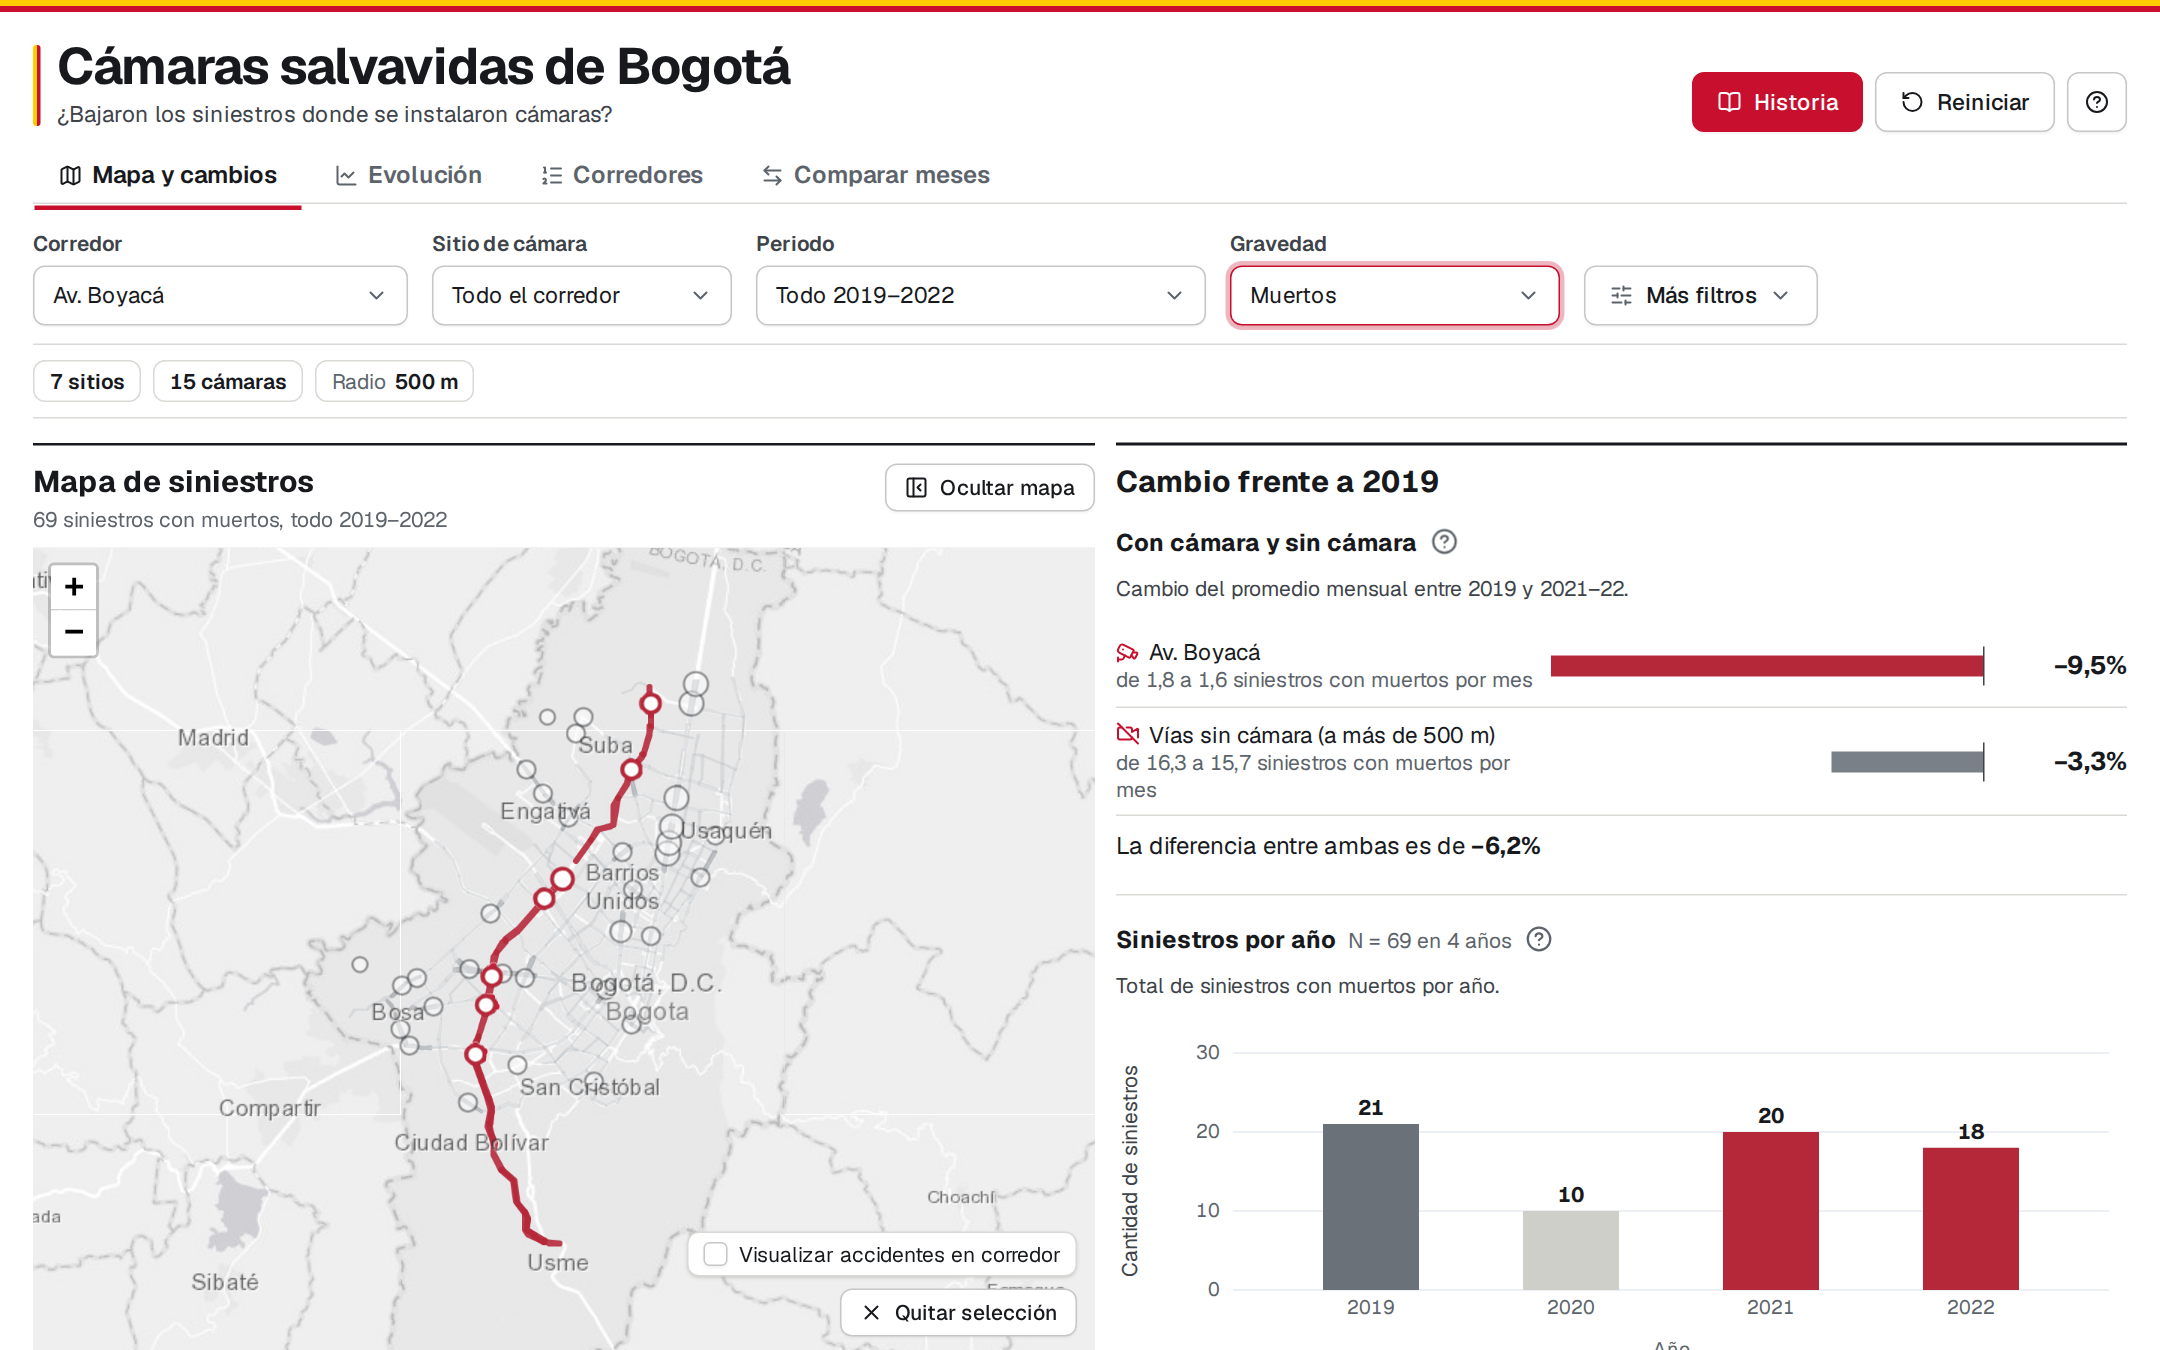 Cámaras salvavidas de Bogotá
¿Bajaron los siniestros donde se instalaron cámaras?
Historia
Reiniciar
Mapa y cambios
Evolución
Corredores
Comparar meses
Corredor
Sitio de cámara
Periodo
Gravedad
Av. Boyacá
Todo el corredor
Todo 2019–2022
Muertos
Más filtros
7 sitios
15 cámaras
Radio 500 m
Mapa de siniestros
69 siniestros con muertos, todo 2019–2022
Ocultar mapa
BOGOTÁ, D.C.
+
−
Madrid
Suba
Engativá
Usaquén
Barrios
Unidos
Bogotá, D.C.
Bogota
Bosa
San Cristóbal
Compartir
Ciudad Bolívar
Choachí
ada
Usme
Sibaté
Visualizar accidentes en corredor
Quitar selección
Cambio frente a 2019
Con cámara y sin cámara
Cambio del promedio mensual entre 2019 y 2021–22.
Av. Boyacá
de 1,8 a 1,6 siniestros con muertos por mes
−9,5%
Vías sin cámara (a más de 500 m)
de 16,3 a 15,7 siniestros con muertos por
mes
−3,3%
La diferencia entre ambas es de −6,2%
Siniestros por año N = 69 en 4 años
Total de siniestros con muertos por año.
Cantidad de siniestros
30
20
10
0
21
10
20
18
2019
2020
2021
2022
Año